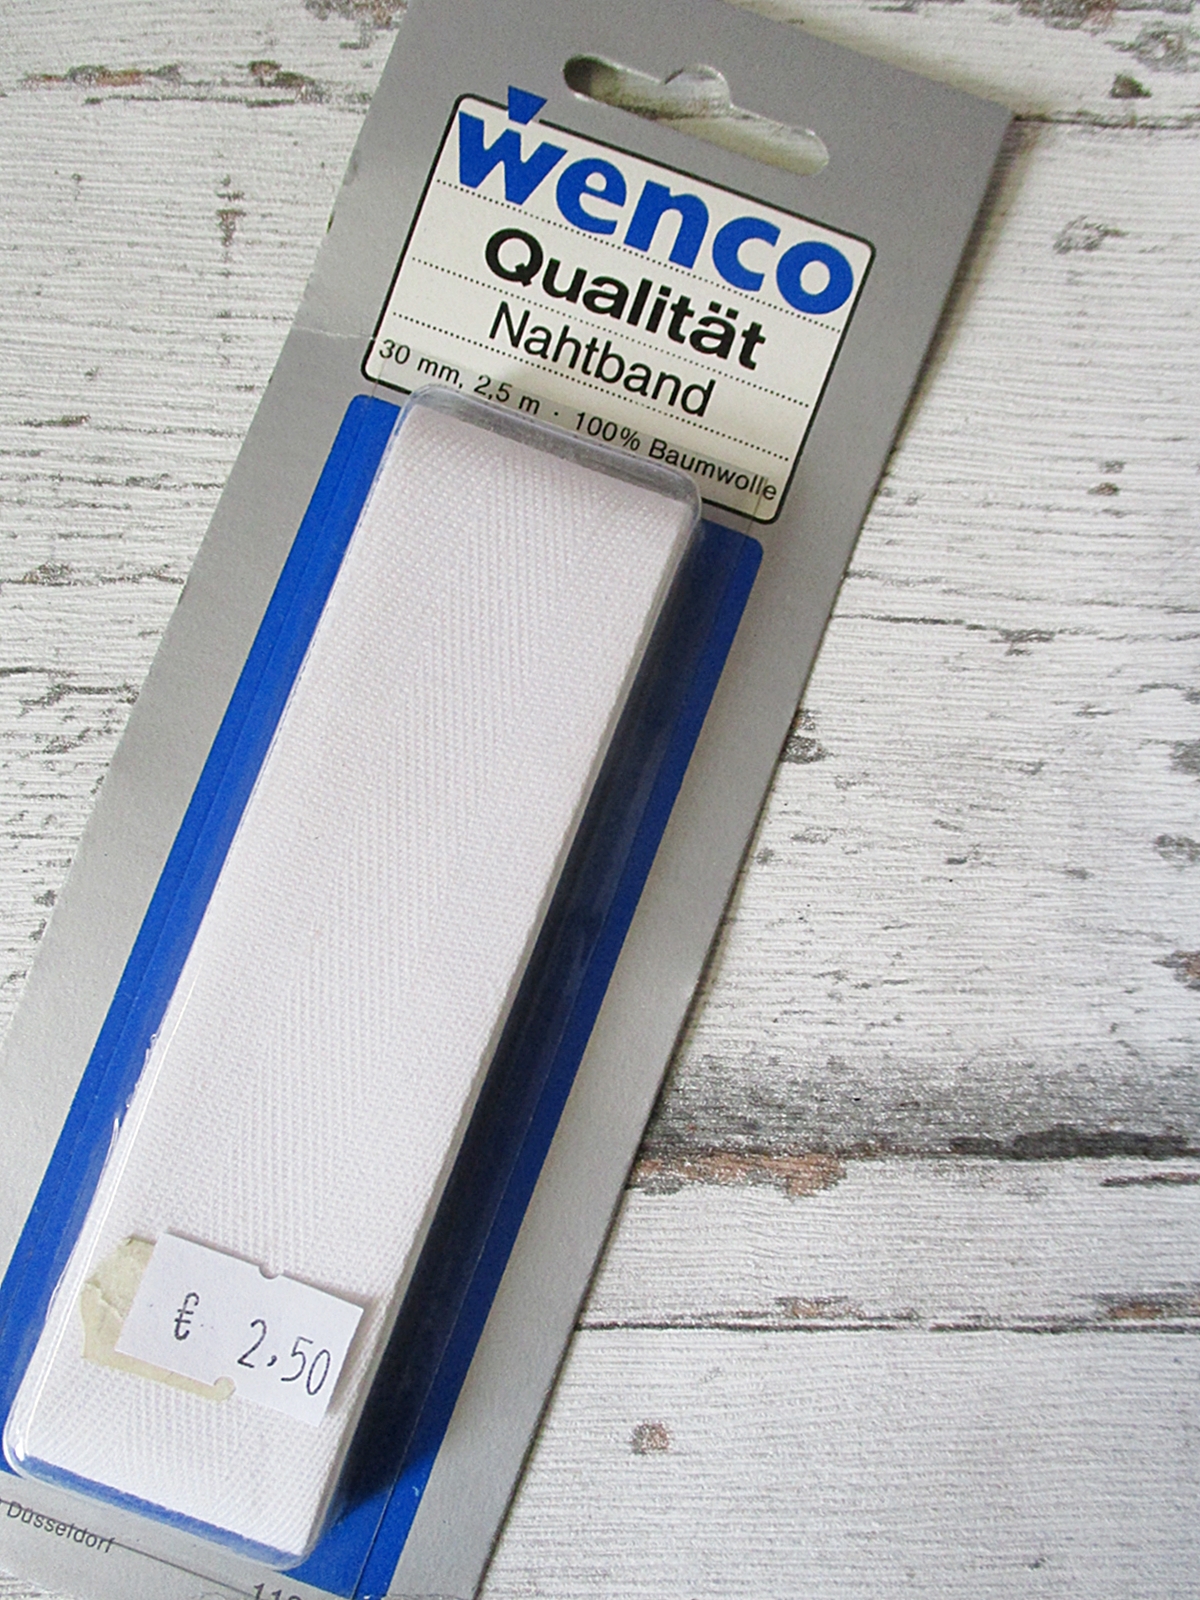 wenco
Qualität
Nahtband
30 mm, 2,5 m · 100% Baumwolle
€ 2,50
Düsseldorf